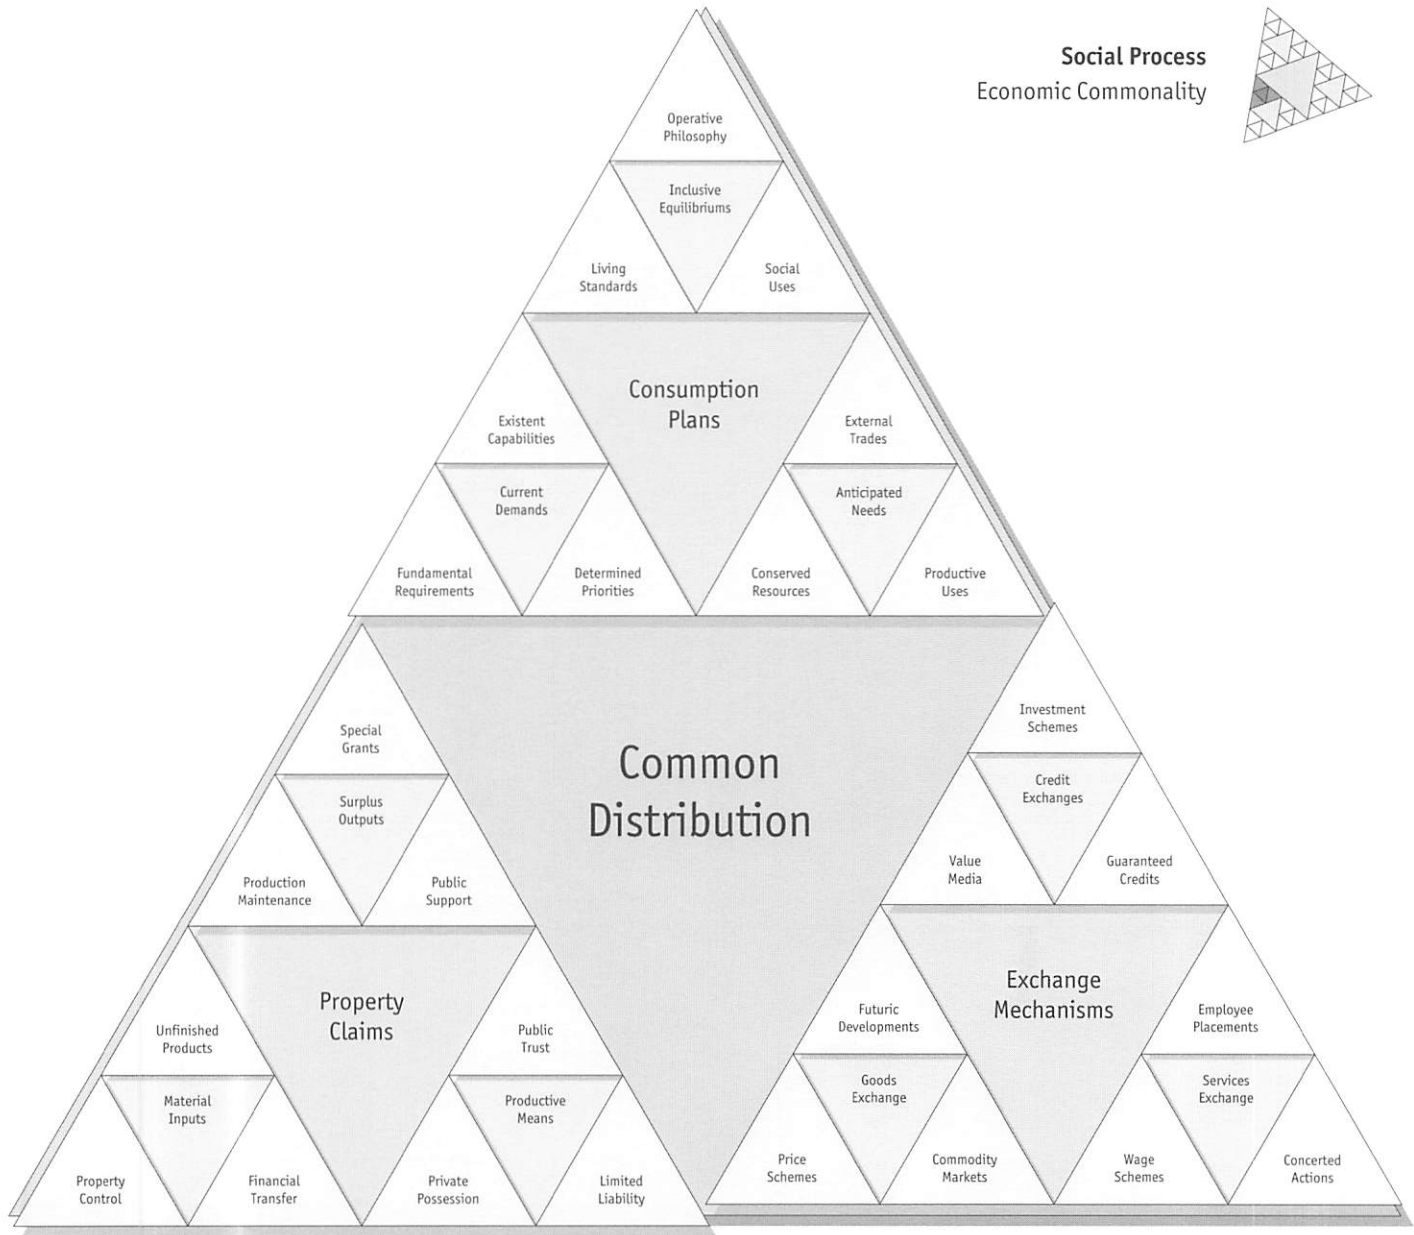 Social Process
Economic Commonality
Operative
Philosophy
Inclusive
Equilibriums
Living
Standards
Social
Uses
Consumption
Plans
Existent
Capabilities
External
Trades
Current
Demands
Anticipated
Needs
Fundamental
Requirements
Determined
Priorities
Conserved
Resources
Productive
Uses
Common
Distribution
Special
Grants
Surplus
Outputs
Production
Maintenance
Public
Support
Property
Claims
Unfinished
Products
Public
Trust
Material
Inputs
Productive
Means
Property
Control
Financial
Transfer
Private
Possession
Limited
Liability
Investment
Schemes
Credit
Exchanges
Value
Media
Guaranteed
Credits
Exchange
Mechanisms
Futuric
Developments
Employee
Placements
Goods
Exchange
Services
Exchange
Price
Schemes
Commodity
Markets
Wage
Schemes
Concerted
Actions